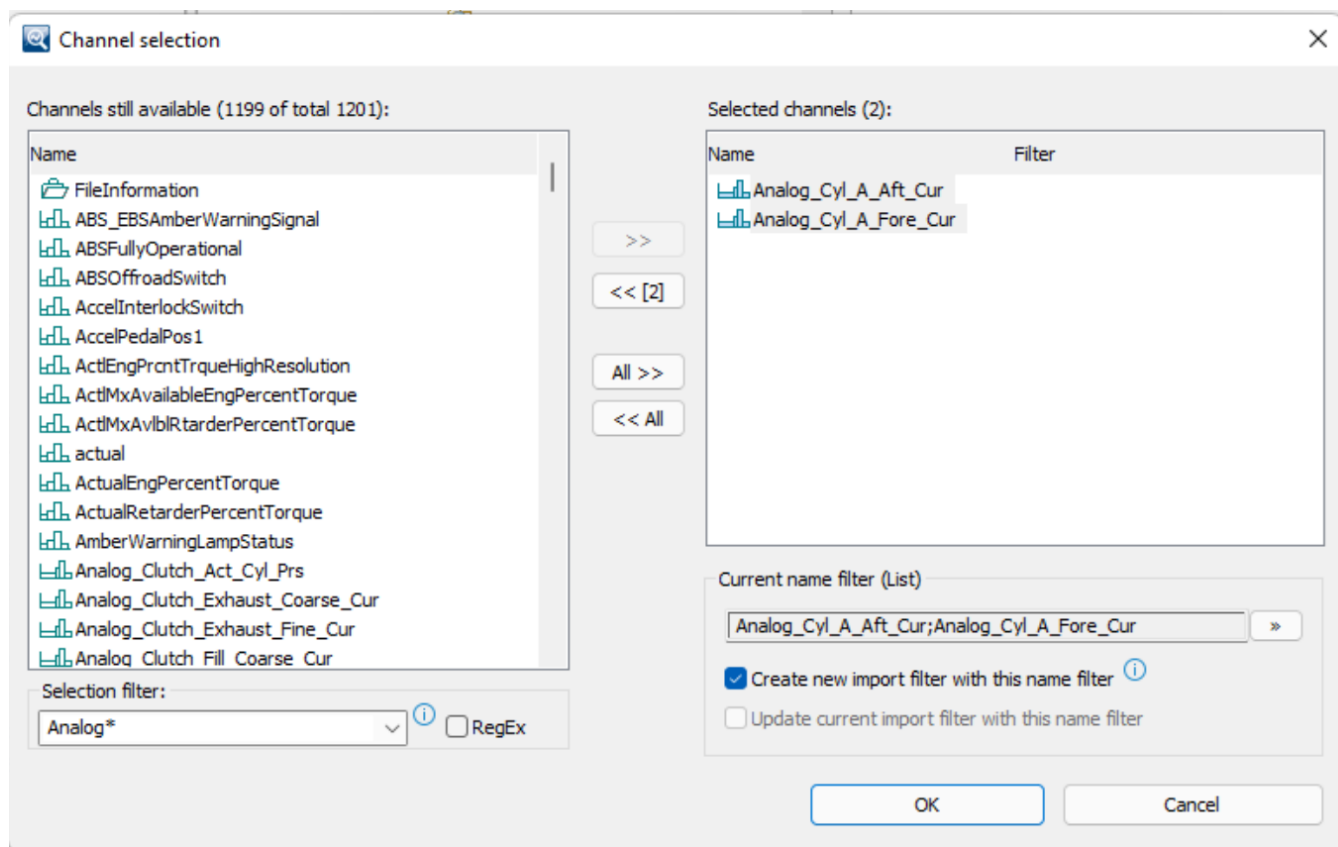 Channel selection
Channels still available (1199 of total 1201):
Name
FileInformation
ABS_EBSAmberWarningSignal
ABSFullyOperational
ABSOffroadSwitch
AccelInterlockSwitch
AccelPedalPos1
ActlEngPrcntTrqueHighResolution
ActlMxAvailableEngPercentTorque
ActlMxAvlblRtarderPercentTorque
actual
ActualEngPercentTorque
ActualRetarderPercentTorque
AmberWarningLampStatus
Analog_Clutch_Act_Cyl_Prs
Analog_Clutch_Exhaust_Coarse_Cur
Analog_Clutch_Exhaust_Fine_Cur
Analog_Clutch_Fill_Coarse_Cur
Selection filter:
Analog*
RegEx
>>
<< [2]
All >>
<< All
Selected channels (2):
Name Filter
Analog_Cyl_A_Aft_Cur
Analog_Cyl_A_Fore_Cur
Current name filter (List)
Analog_Cyl_A_Aft_Cur;Analog_Cyl_A_Fore_Cur »
Create new import filter with this name filter
Update current import filter with this name filter
OK Cancel